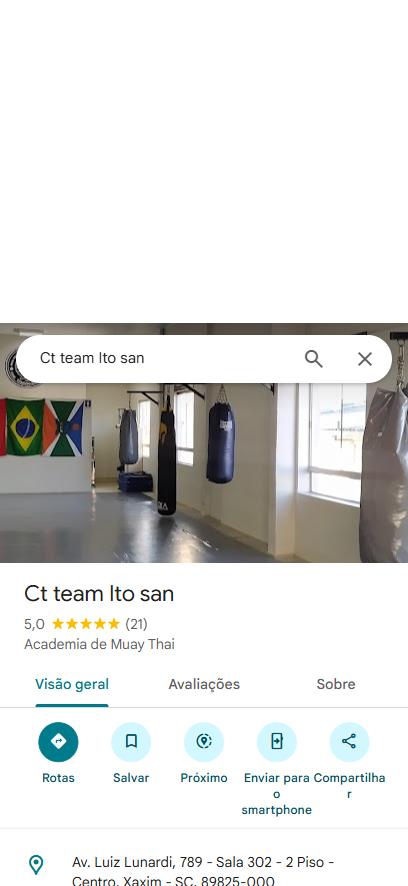 Ct team Ito san
Ct team Ito san
5,0 (21)
Academia de Muay Thai
Visão geral Avaliações Sobre
Rotas Salvar Próximo Enviar para o smartphone Compartilhar
Av. Luiz Lunardi, 789 - Sala 302 - 2 Piso -
Centro, Xaxim - SC, 89825-000